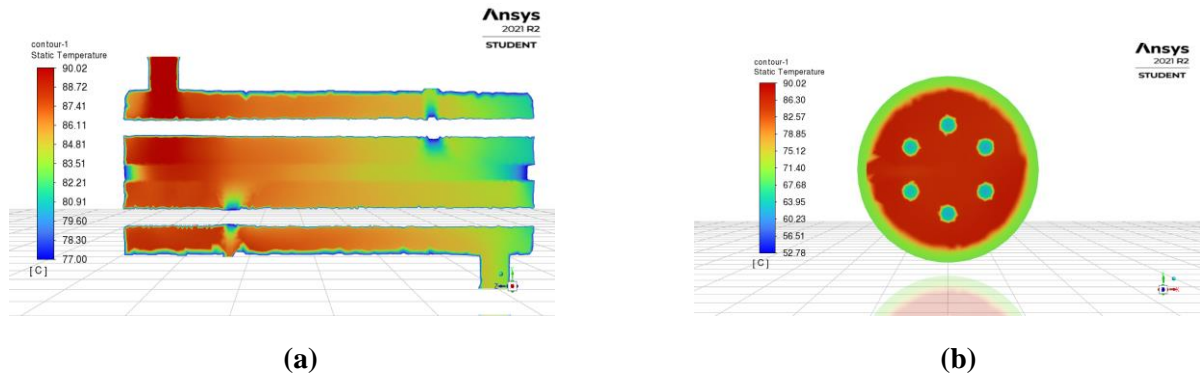 Ansys
2021 R2
STUDENT
contour-1
Static Temperature
90.02
88.72
87.41
86.11
84.81
83.51
82.21
80.91
79.60
78.30
77.00
[ C ]
Z
(a)
Ansys
2021 R2
STUDENT
contour-1
Static Temperature
90.02
86.30
82.57
78.85
75.12
71.40
67.68
63.95
60.23
56.51
52.78
[ C ]
(b)